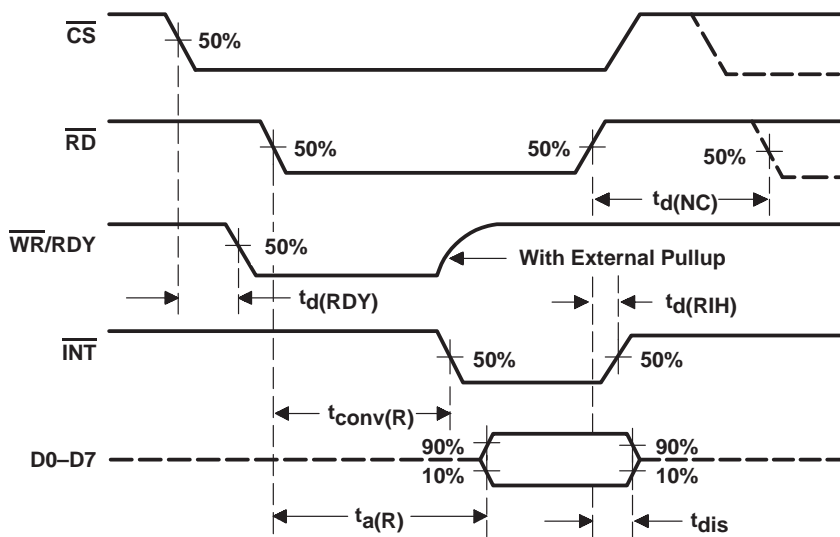 CS
50%
RD
50%
50%
50%
td(NC)
WR/RDY
50%
With External Pullup
td(RDY)
td(RIH)
INT
50%
50%
tconv(R)
D0–D7
90%
10%
90%
10%
ta(R)
tdis